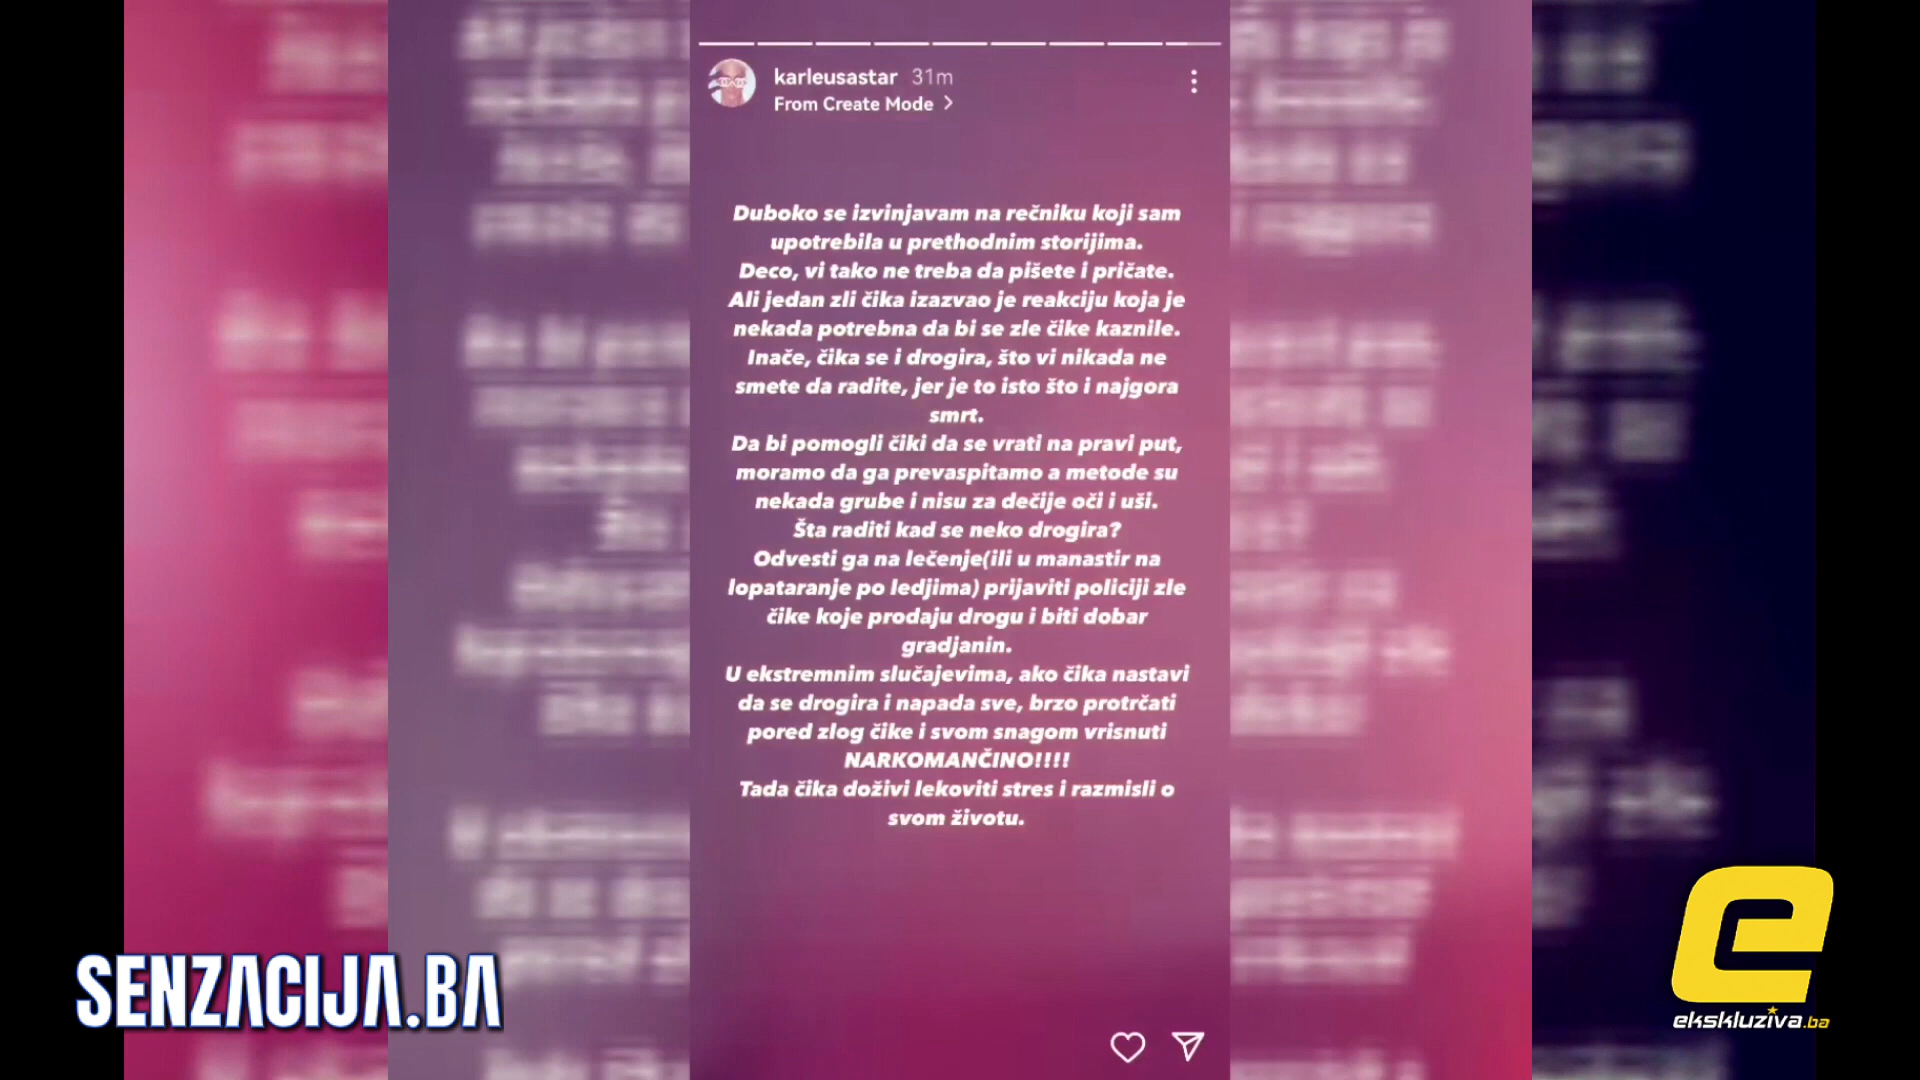 karleusastar 31m
From Create Mode
Duboko se izvinjavam na rečniku koji sam
upotrebila u prethodnim storijima.
Deco, vi tako ne treba da pišete i pričate.
Ali jedan zli čika izazvao je reakciju koja je
nekada potrebna da bi se zle čike kaznile.
Inače, čika se i drogira, što vi nikada ne
smete da radite, jer je to isto što i najgora
smrt.
Da bi pomogli čiki da se vrati na pravi put,
moramo da ga prevaspitamo a metode su
nekada grube i nisu za dečije oči i uši.
Šta raditi kad se neko drogira?
Odvesti ga na lečenje(ili u manastir na
lopataranje po ledjima) prijaviti policiji zle
čike koje prodaju drogu i biti dobar
gradjanin.
U ekstremnim slučajevima, ako čika nastavi
da se drogira i napada sve, brzo protrčati
pored zlog čike i svom snagom vrisnuti
NARKOMANČINO!!!!
Tada čika doživi lekoviti stres i razmisli o
svom životu.
SENZACIJA.BA
e
ekskluziva.ba